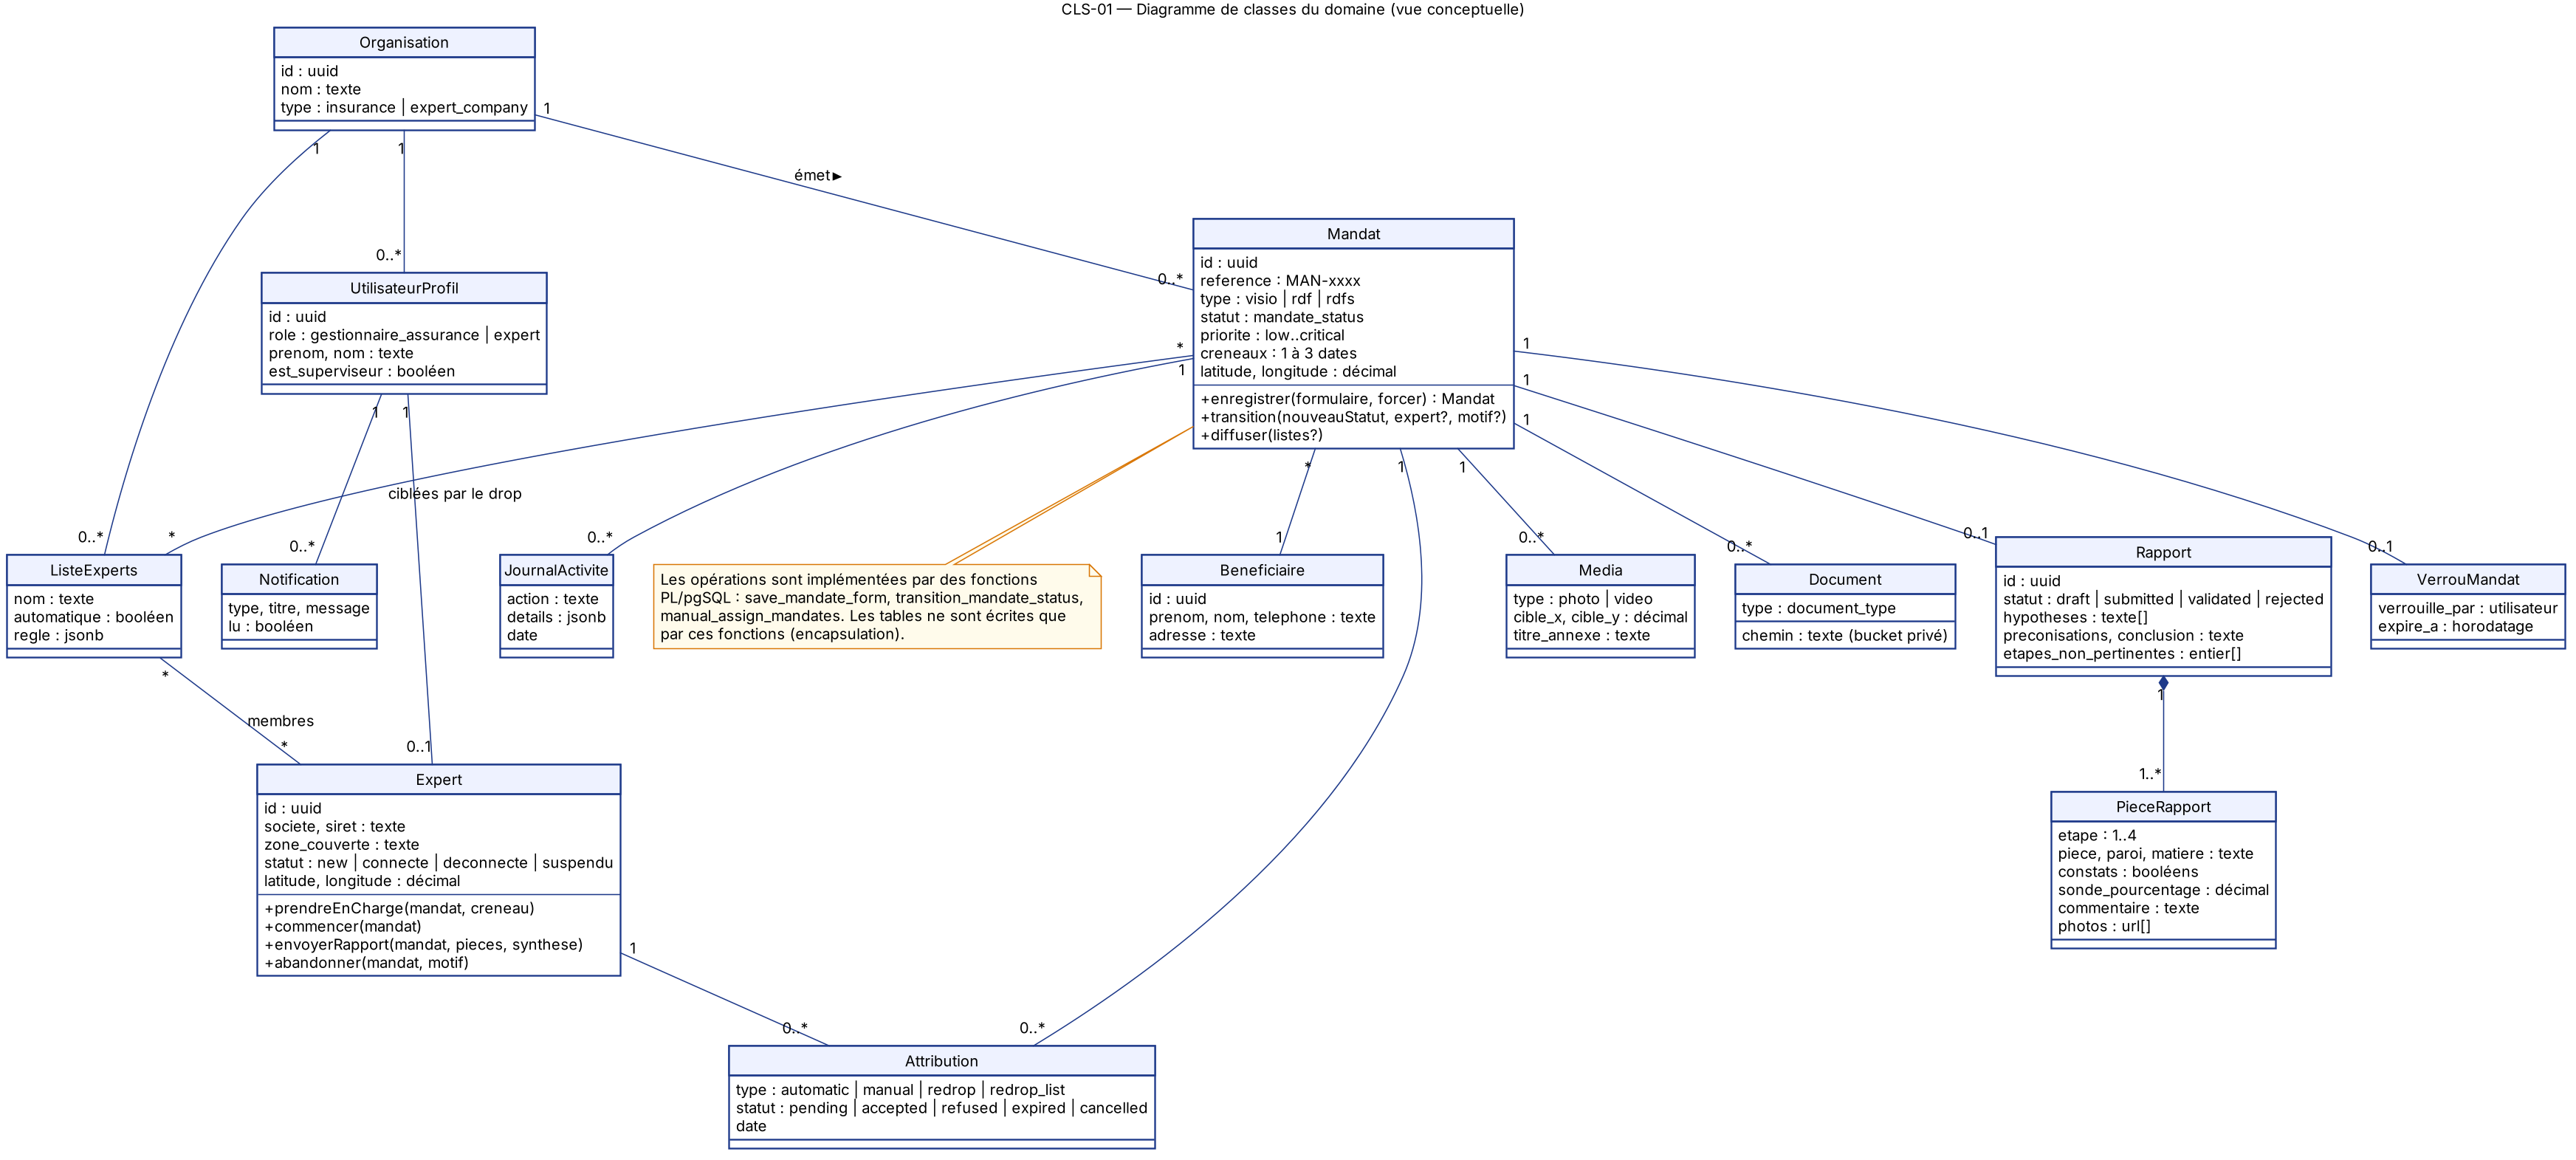 CLS-01 — Diagramme de classes du domaine (vue conceptuelle)
Organisation
id : uuid
nom : texte
type : insurance | expert_company
1
1
1
émet ►
0..*
0..*
UtilisateurProfil
id : uuid
role : gestionnaire_assurance | expert
prenom, nom : texte
est_superviseur : booléen
1
1
Mandat
id : uuid
reference : MAN-xxxx
type : visio | rdf | rdfs
statut : mandate_status
priorite : low..critical
creneaux : 1 à 3 dates
latitude, longitude : décimal
+enregistrer(formulaire, forcer) : Mandat
+transition(nouveauStatut, expert?, motif?)
+diffuser(listes?)
*
1
1
1
1
*
1
1
ciblées par le drop
0..*
*
0..*
0..*
1
0..*
0..*
0..1
0..1
ListeExperts
nom : texte
automatique : booléen
regle : jsonb
*
Notification
type, titre, message
lu : booléen
JournalActivite
action : texte
details : jsonb
date
Les opérations sont implémentées par des fonctions
PL/pgSQL : save_mandate_form, transition_mandate_status,
manual_assign_mandates. Les tables ne sont écrites que
par ces fonctions (encapsulation).
Beneficiaire
id : uuid
prenom, nom, telephone : texte
adresse : texte
Media
type : photo | video
cible_x, cible_y : décimal
titre_annexe : texte
Document
type : document_type
chemin : texte (bucket privé)
Rapport
id : uuid
statut : draft | submitted | validated | rejected
hypotheses : texte[]
preconisations, conclusion : texte
etapes_non_pertinentes : entier[]
1
VerrouMandat
verrouille_par : utilisateur
expire_a : horodatage
membres
*
0..1
1..*
Expert
id : uuid
societe, siret : texte
zone_couverte : texte
statut : new | connecte | deconnecte | suspendu
latitude, longitude : décimal
+prendreEnCharge(mandat, creneau)
+commencer(mandat)
+envoyerRapport(mandat, pieces, synthese)
+abandonner(mandat, motif)
1
PieceRapport
etape : 1..4
piece, paroi, matiere : texte
constats : booléens
sonde_pourcentage : décimal
commentaire : texte
photos : url[]
0..*
0..*
Attribution
type : automatic | manual | redrop | redrop_list
statut : pending | accepted | refused | expired | cancelled
date